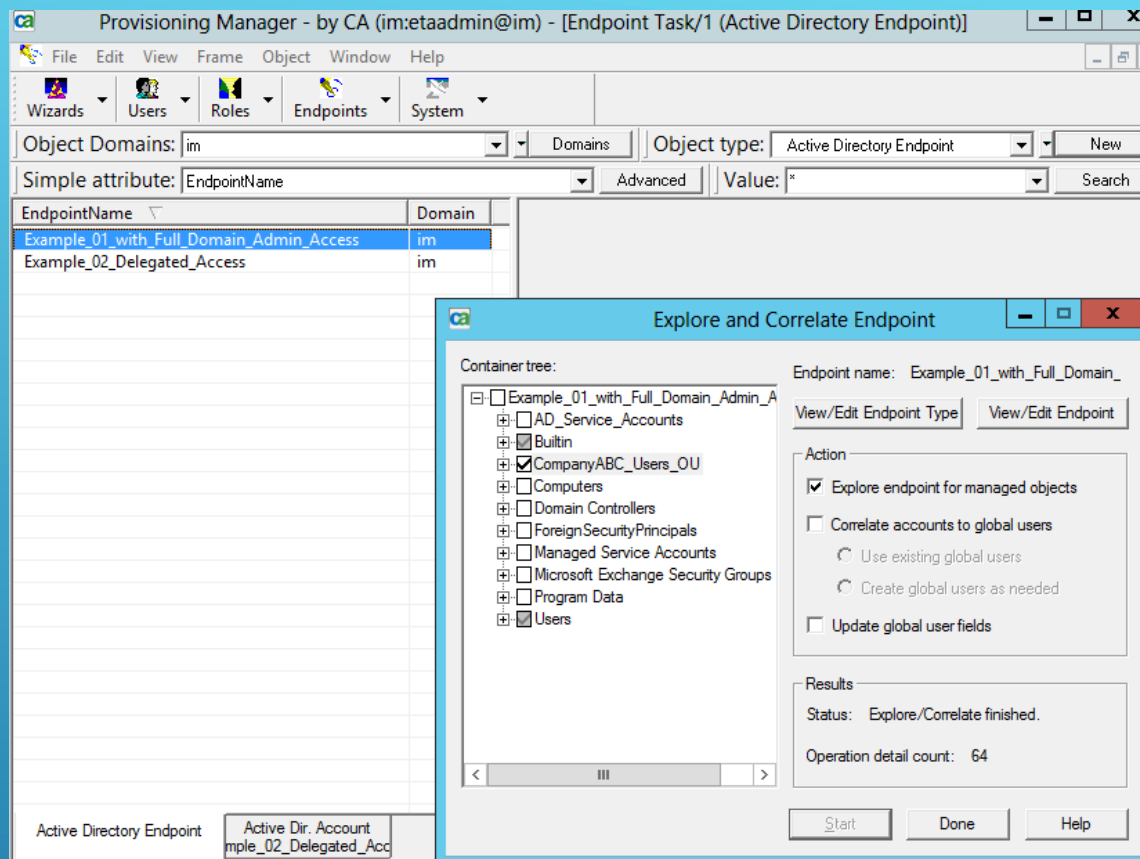 ca Provisioning Manager - by CA (im:etaadmin@im) - [Endpoint Task/1 (Active Directory Endpoint)]
File Edit View Frame Object Window Help
Wizards Users Roles Endpoints System
Object Domains: im Domains Object type: Active Directory Endpoint New
Simple attribute: EndpointName Advanced Value: * Search
EndpointName Domain
Example_01_with_Full_Domain_Admin_Access im
Example_02_Delegated_Access im
ca Explore and Correlate Endpoint
Container tree:
Example_01_with_Full_Domain_Admin_A
AD_Service_Accounts
Builtin
CompanyABC_Users_OU
Computers
Domain Controllers
ForeignSecurityPrincipals
Managed Service Accounts
Microsoft Exchange Security Groups
Program Data
Users
Endpoint name: Example_01_with_Full_Domain_
View/Edit Endpoint Type View/Edit Endpoint
Action
Explore endpoint for managed objects
Correlate accounts to global users
Use existing global users
Create global users as needed
Update global user fields
Results
Status: Explore/Correlate finished.
Operation detail count: 64
Start Done Help
Active Directory Endpoint
Active Dir. Account
mple_02_Delegated_Acc